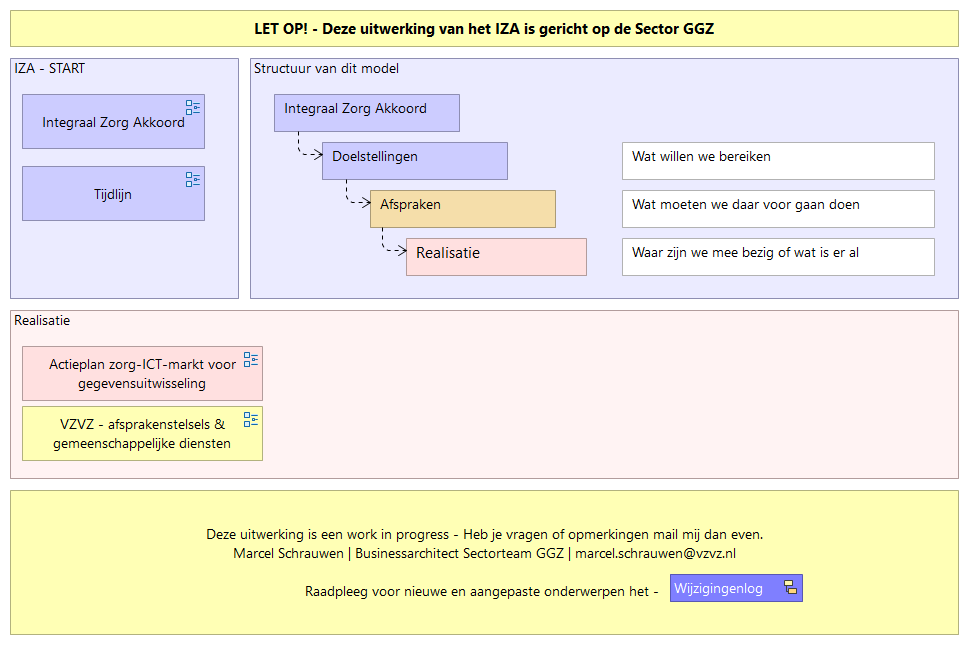 LET OP! - Deze uitwerking van het IZA is gericht op de Sector GGZ
IZA - START
Integraal Zorg Akkoord
Tijdlijn
Structuur van dit model
Integraal Zorg Akkoord
Doelstellingen
Wat willen we bereiken
Afspraken
Wat moeten we daar voor gaan doen
Realisatie
Waar zijn we mee bezig of wat is er al
Realisatie
Actieplan zorg-ICT-markt voor
gegevensuitwisseling
VZVZ - afsprakenstelsels &
gemeenschappelijke diensten
Deze uitwerking is een work in progress - Heb je vragen of opmerkingen mail mij dan even.
Marcel Schrauwen | Businessarchitect Sectorteam GGZ | marcel.schrauwen@vzvz.nl
Raadpleeg voor nieuwe en aangepaste onderwerpen het - Wijzigingenlog